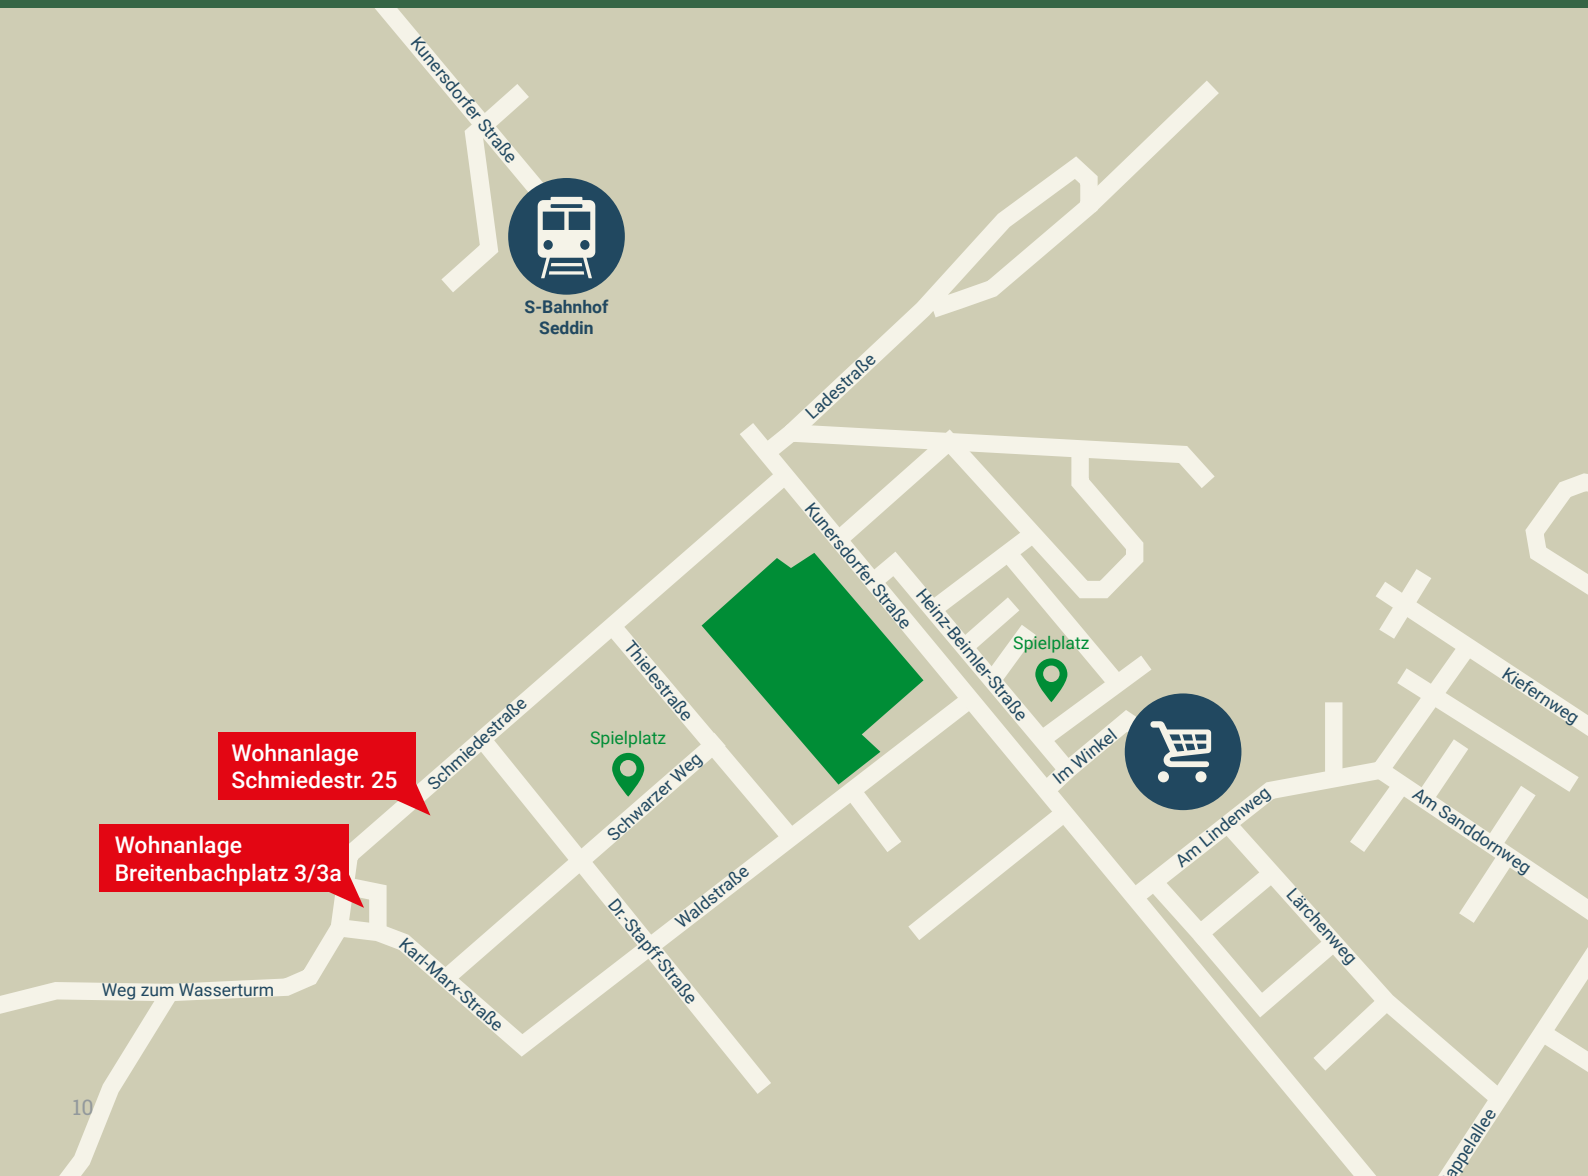 Kunersdorfer Straße
S-Bahnhof
Seddin
Ladestraße
Kunersdorfer Straße
Heinz-Beimler-Straße
Spielplatz
Thielestraße
Kiefernweg
Schmiedestraße
Spielplatz
Wohnanlage
Schmiedestr. 25
Im Winkel
Schwarzer Weg
Am Lindenweg
Am Sanddornweg
Wohnanlage
Breitenbachplatz 3/3a
Waldstraße
Lärchenweg
Dr.-Stapff-Straße
Karl-Marx-Straße
Weg zum Wasserturm
10
appelallee